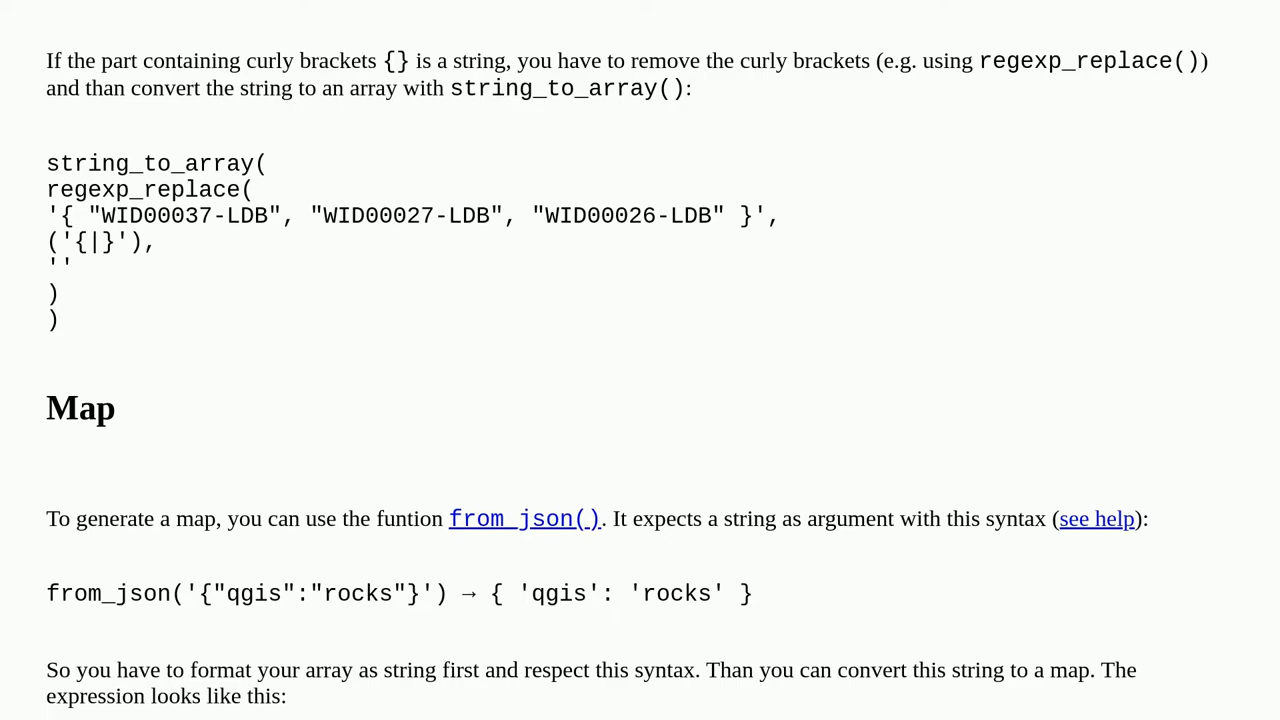 If the part containing curly brackets {} is a string, you have to remove the curly brackets (e.g. using regexp_replace())
and than convert the string to an array with string_to_array():
string_to_array(
regexp_replace(
'{ "WID00037-LDB", "WID00027-LDB", "WID00026-LDB" }',
('{|}'),
''
)
)
Map
To generate a map, you can use the funtion from_json(). It expects a string as argument with this syntax (see help):
from_json('{"qgis":"rocks"}') → { 'qgis': 'rocks' }
So you have to format your array as string first and respect this syntax. Than you can convert this string to a map. The
expression looks like this: